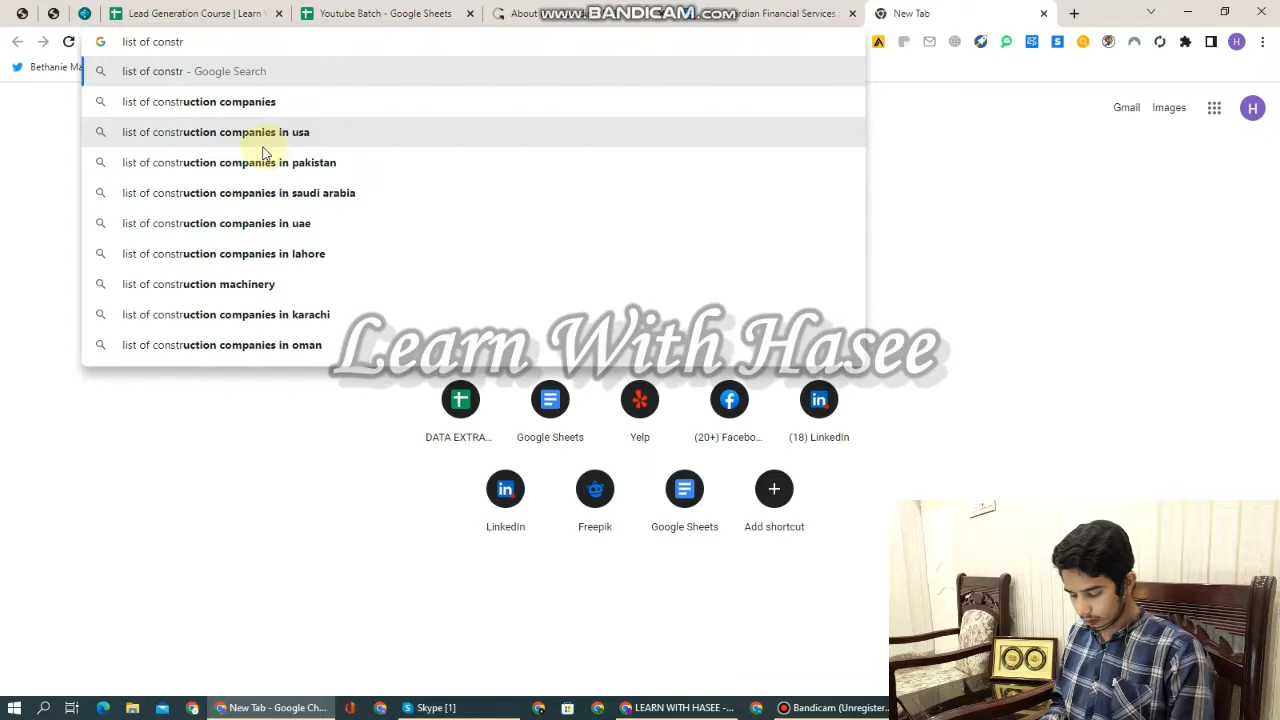 www.BANDICAM.com
Lead Generation Course | Learn
Youtube Batch - Google Sheets
About
rdian Financial Services
New Tab
list of constr
Bethanie Ma
list of constr - Google Search
list of construction companies
list of construction companies in usa
list of construction companies in pakistan
list of construction companies in saudi arabia
list of construction companies in uae
list of construction companies in lahore
list of construction machinery
list of construction companies in karachi
list of construction companies in oman
Gmail
Images
H
H
Learn With Hasee
DATA EXTRA...
Google Sheets
Yelp
(20+) Facebo...
(18) LinkedIn
LinkedIn
Freepik
Google Sheets
Add shortcut
New Tab - Google Ch...
Skype [1]
LEARN WITH HASEE - ...
Bandicam (Unregister...